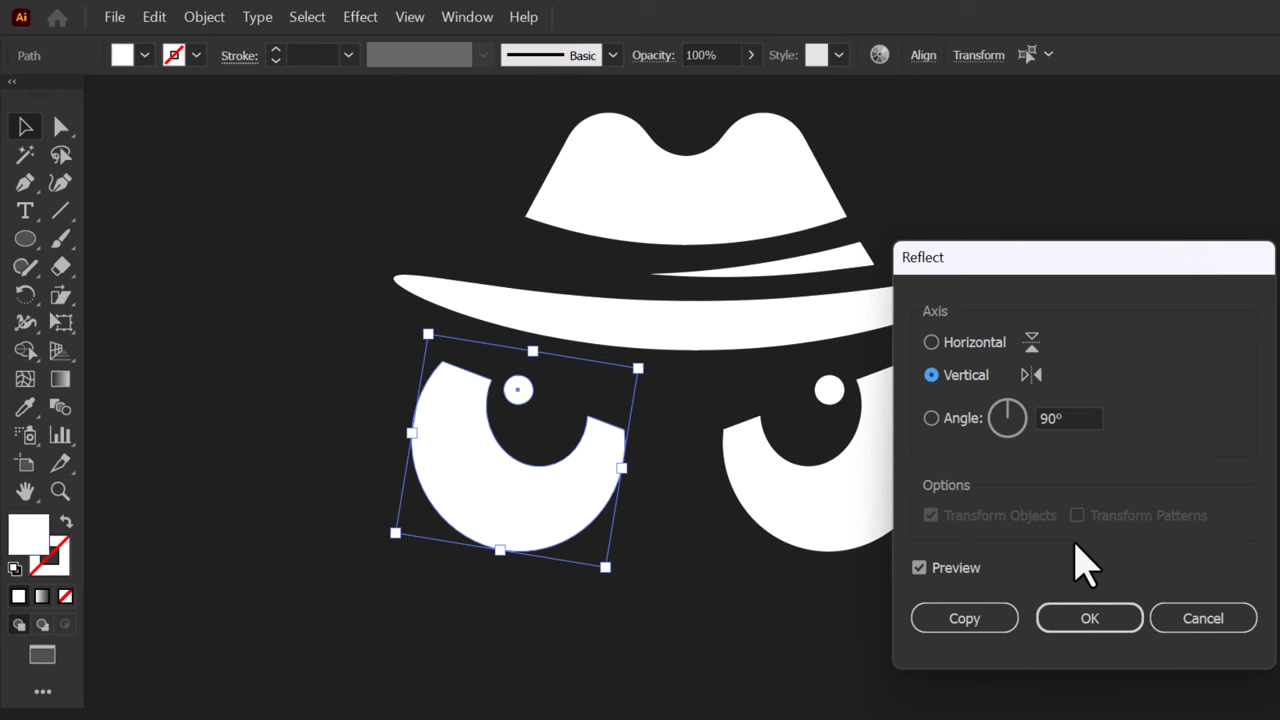 Ai File Edit Object Type Select Effect View Window Help
Path Stroke: Basic Opacity: 100% Style: Align Transform
Reflect
Axis
Horizontal
Vertical
Angle: 90°
Options
Transform Objects Transform Patterns
Preview
Copy OK Cancel